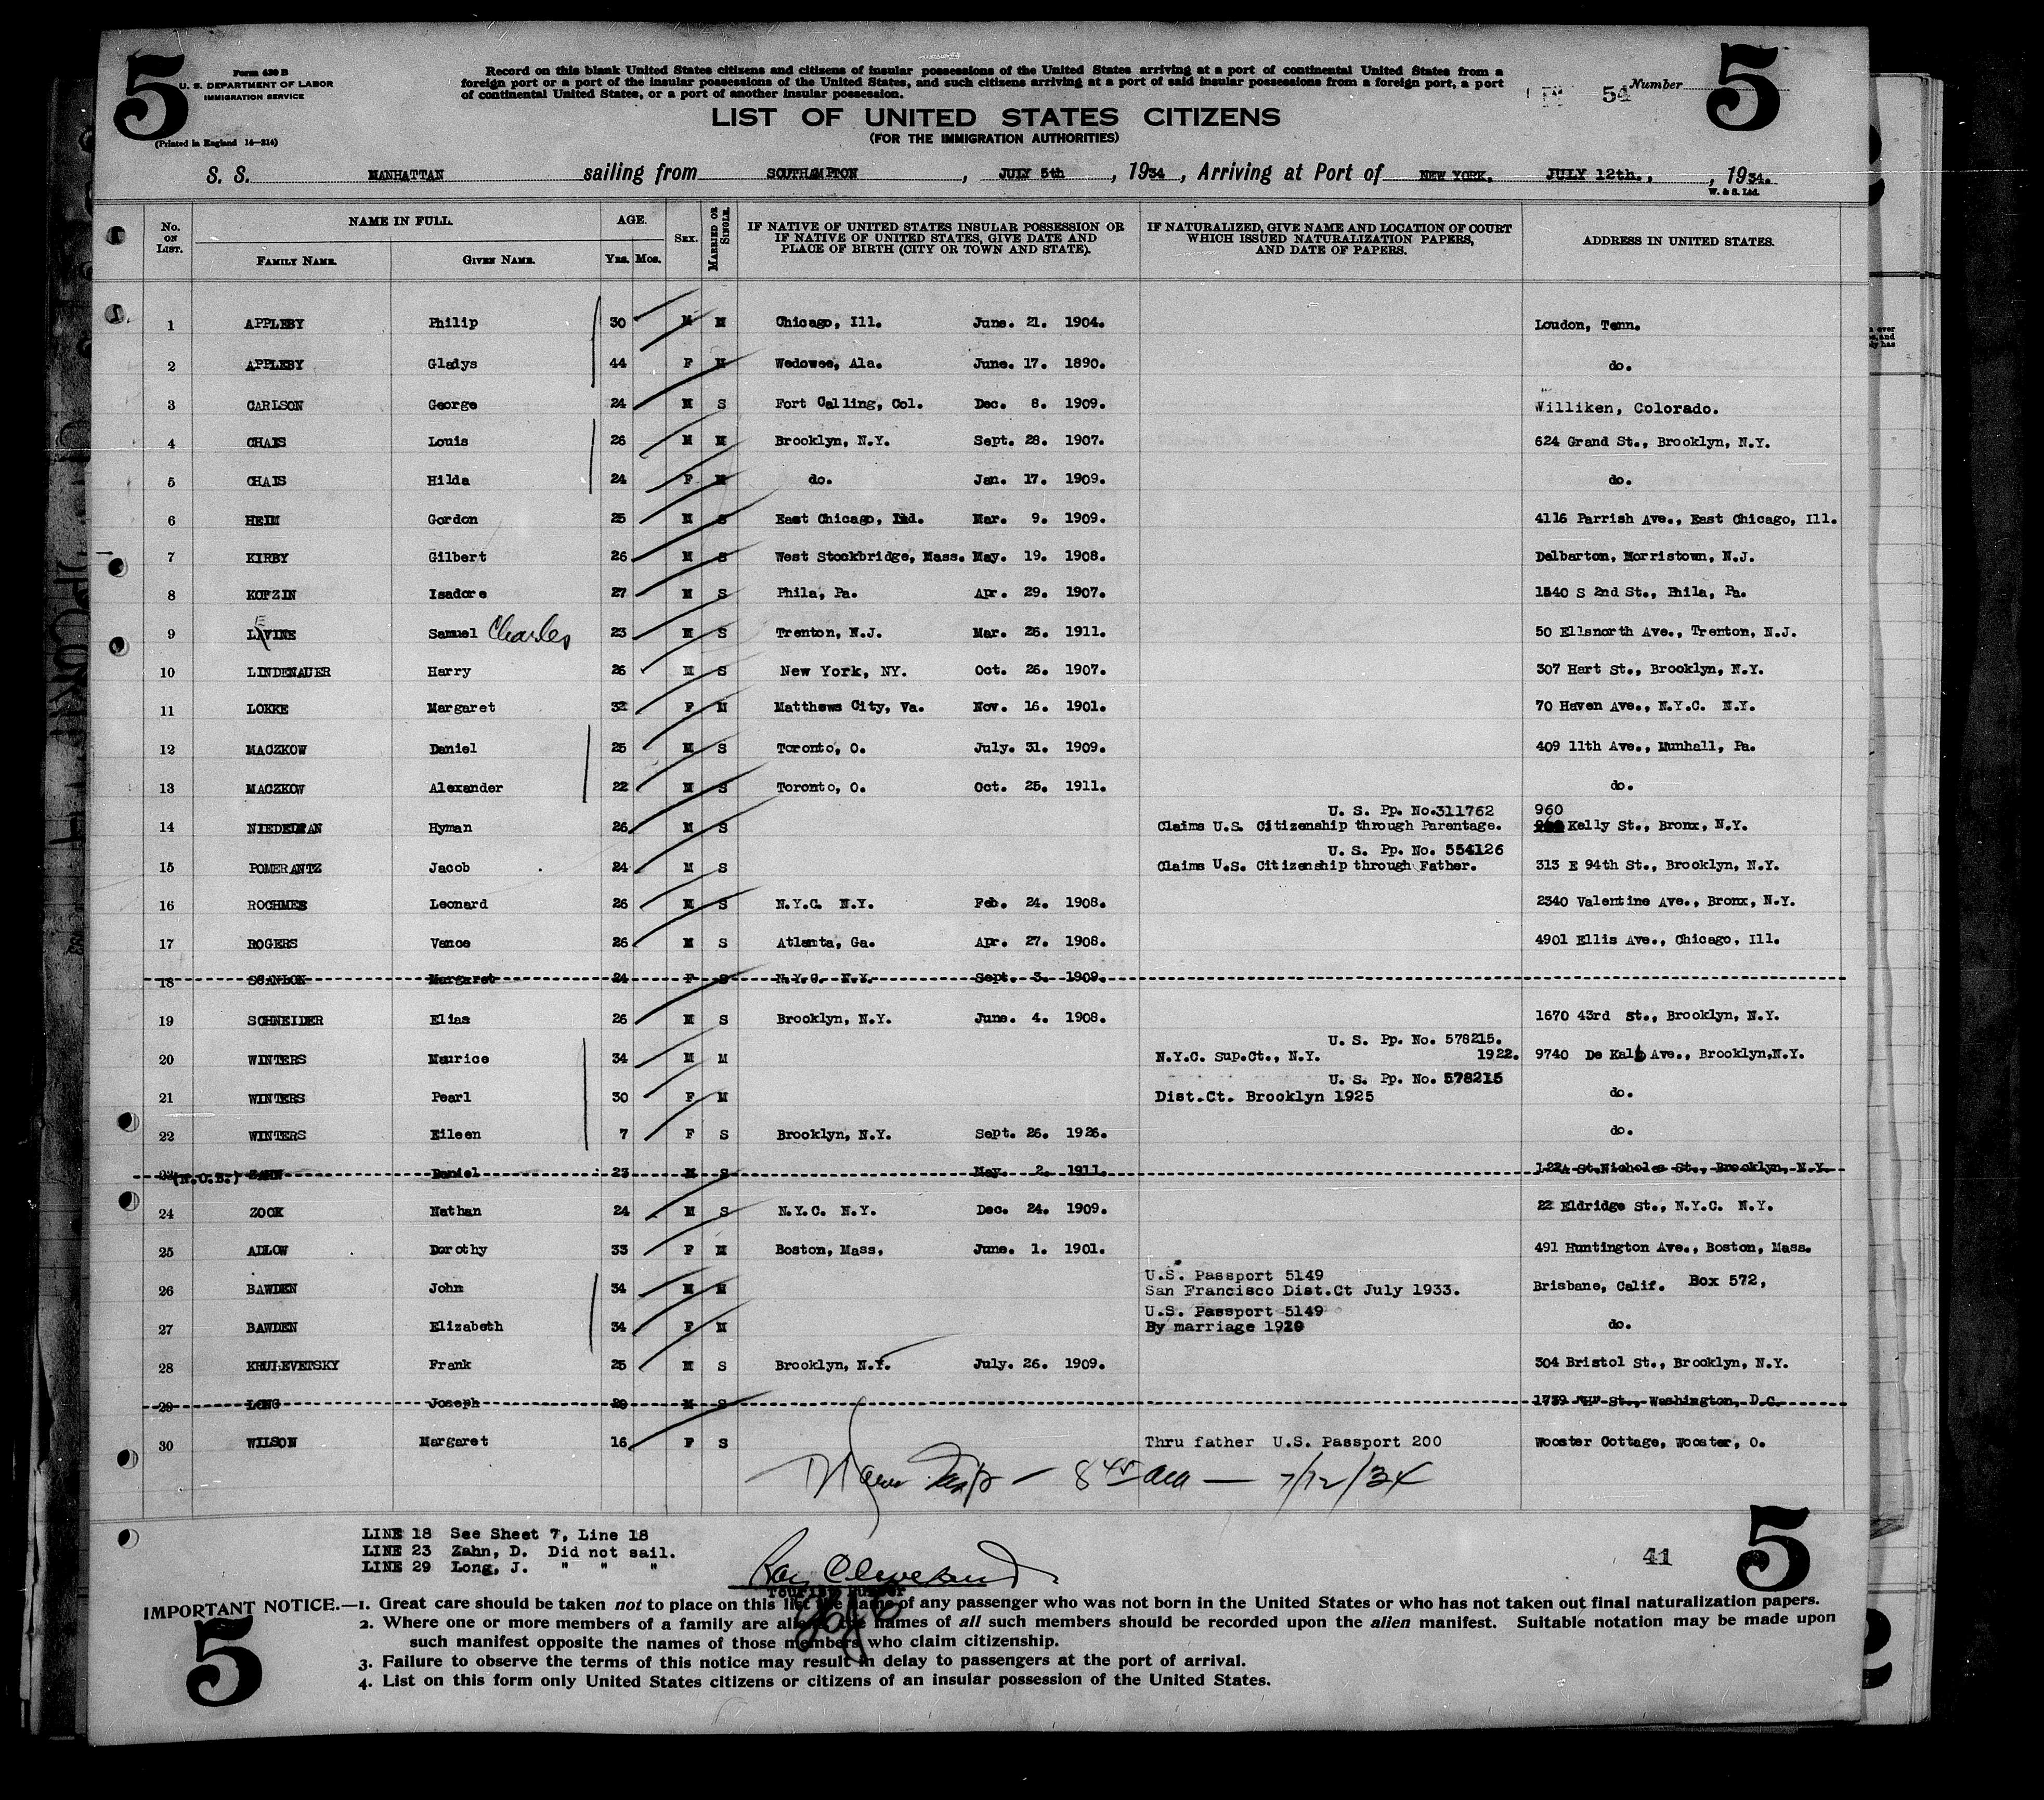 5
Form 630 B
U. S. DEPARTMENT OF LABOR
IMMIGRATION SERVICE
(Printed in England 14—214)
Record on this blank United States citizens and citizens of insular possessions of the United States arriving at a port of continental United States from a
foreign port or a port of the insular possessions of the United States, and such citizens arriving at a port of said insular possessions from a foreign port, a port
of continental United States, or a port of another insular possession.
54 Number 5
LIST OF UNITED STATES CITIZENS
(FOR THE IMMIGRATION AUTHORITIES)
S. S. MANHATTAN sailing from SOUTHAMPTON, JULY 5th, 1934, Arriving at Port of NEW YORK. JULY 12th., , 1934.
W. & S. Ltd.
No. ON LIST. NAME IN FULL. FAMILY NAME. GIVEN NAME. AGE. YRS. MOS. SEX. MARRIED OR SINGLE. IF NATIVE OF UNITED STATES INSULAR POSSESSION OR IF NATIVE OF UNITED STATES, GIVE DATE AND PLACE OF BIRTH (CITY OR TOWN AND STATE). IF NATURALIZED, GIVE NAME AND LOCATION OF COURT WHICH ISSUED NATURALIZATION PAPERS, AND DATE OF PAPERS. ADDRESS IN UNITED STATES.
1 APPLEBY Philip 30 M M Chicago, Ill. June. 21. 1904. Loudon, Tenn.
2 APPLEBY Gladys 44 F M Wedowee, Ala. June. 17. 1890. do.
3 CARLSON George 24 M S Fort Calling, Col. Dec. 8. 1909. Williken, Colorado.
4 CHAIS Louis 26 M M Brooklyn, N.Y. Sept. 28. 1907. 624 Grand St., Brooklyn, N.Y.
5 CHAIS Hilda 24 F M do. Jan. 17. 1909. do.
6 HEIM Gordon 25 M S East Chicago, Ind. Mar. 9. 1909. 4116 Parrish Ave., East Chicago, Ill.
7 KIRBY Gilbert 26 M S West Stockbridge, Mass. May. 19. 1908. Delbarton, Morristown, N.J.
8 KOFZIN Isadore 27 M S Phila, Pa. Apr. 29. 1907. 1540 S 2nd St., Phila, Pa.
9 LEVINE Samuel Charles 23 M S Trenton, N.J. Mar. 26. 1911. 50 Ellsnorth Ave., Trenton, N.J.
10 LINDENAUER Harry 26 M S New York, NY. Oct. 26. 1907. 307 Hart St., Brooklyn, N.Y.
11 LOKKE Margaret 32 F M Matthews City, Va. Nov. 16. 1901. 70 Haven Ave., N.Y.C. N.Y.
12 MACZKOW Daniel 25 M S Toronto, O. July. 31. 1909. 409 11th Ave., Munhall, Pa.
13 MACZKOW Alexander 22 M S Toronto, O. Oct. 25. 1911. do.
U. S. Pp. No.311762 960
14 Hyman 26 M S Claims U.S. Citizenship through Parentage. Kelly St., Bronx, N.Y.
U. S. Pp. No. 554126
15 POMERANTZ Jacob 24 M S Claims U.S. Citizenship through Father. 313 E 94th St., Brooklyn, N.Y.
16 ROCHMES Leonard 26 M S N.Y.C. N.Y. Feb. 24. 1908. 2340 Valentine Ave., Bronx, N.Y.
17 ROGERS Vance 26 M S Atlanta, Ga. Apr. 27. 1908. 4901 Ellis Ave., Chicago, Ill.
18 SCANLON Margaret 24 F S N.Y.C. N.Y. Sept. 3. 1909.
19 SCHNEIDER Elias 26 M S Brooklyn, N.Y. June. 4. 1908. 1670 43rd St., Brooklyn, N.Y.
U. S. Pp. No. 578215.
20 WINTERS Maurice 34 M M N.Y.C. Sup.Ct., N.Y. 1922. 9740 De Kalb Ave., Brooklyn,N.Y.
U. S. Pp. No. 578215
21 WINTERS Pearl 30 F M Dist.Ct. Brooklyn 1925 do.
22 WINTERS Eileen 7 F S Brooklyn, N.Y. Sept. 26. 1926. do.
23 (N.O.B.) ZAHN Daniel 23 M S May. 2. 1911. 122A St.Nicholas St., Brooklyn, N.Y.
24 ZOOK Nathan 24 M S N.Y.C. N.Y. Dec. 24. 1909. 22 Eldridge St., N.Y.C. N.Y.
25 ADLOW Dorothy 33 F M Boston, Mass, June. 1. 1901. 491 Huntington Ave., Boston, Mass.
U.S. Passport 5149
26 BAWDEN John 34 M M San Francisco Dist.Ct July 1933. Brisbane, Calif. Box 572,
U.S. Passport 5149
27 BAWDEN Elizabeth 34 F M By marriage 1920 do.
28 KRULEVETSKY Frank 25 M S Brooklyn, N.Y. July. 26. 1909. 304 Bristol St., Brooklyn, N.Y.
29 LONG Joseph M S 1739 "H" St., Washington, D.C.
30 WILSON Margaret 16 F S Thru father U.S. Passport 200 Wooster Cottage, Wooster, O.
8 45 am — 7/12/34
LINE 18 See Sheet 7, Line 18
LINE 23 Zahn, D. Did not sail.
LINE 29 Long, J. " " "
41 5
IMPORTANT NOTICE.—1. Great care should be taken not to place on this list the name of any passenger who was not born in the United States or who has not taken out final naturalization papers.
2. Where one or more members of a family are aliens the names of all such members should be recorded upon the alien manifest. Suitable notation may be made upon
such manifest opposite the names of those members who claim citizenship.
3. Failure to observe the terms of this notice may result in delay to passengers at the port of arrival.
4. List on this form only United States citizens or citizens of an insular possession of the United States.
5